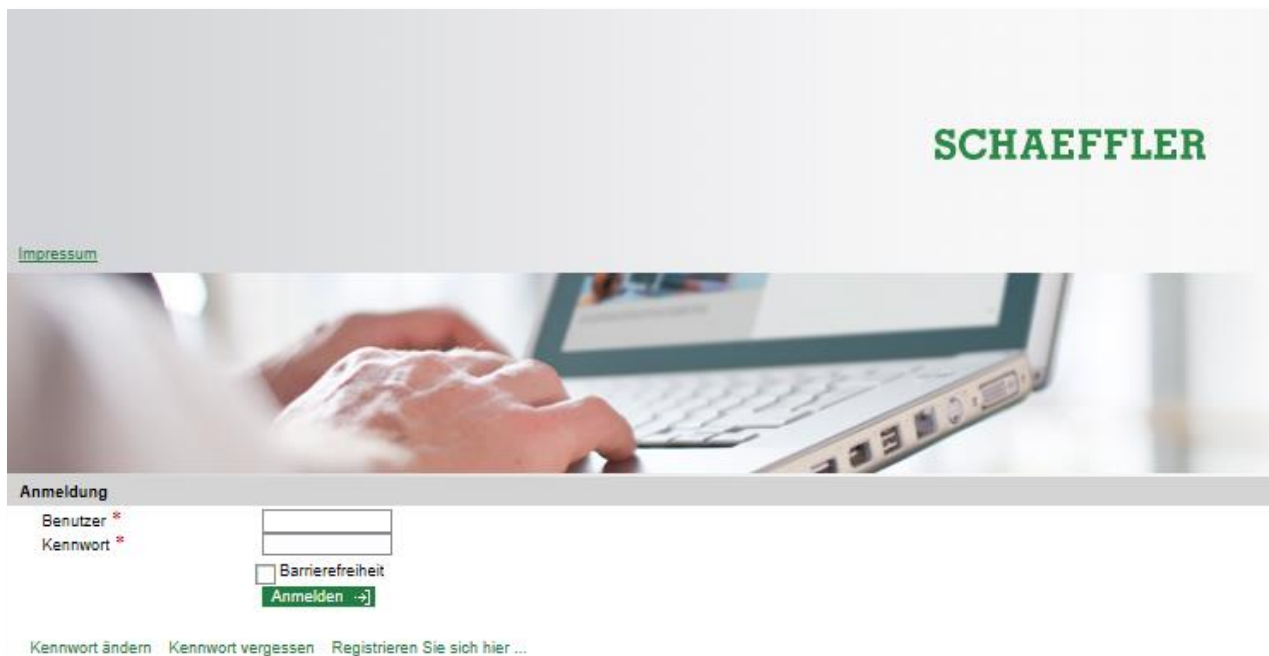 SCHAEFFLER
Impressum
Anmeldung
Benutzer *
Kennwort *
Barrierefreiheit
Anmelden
Kennwort ändern Kennwort vergessen Registrieren Sie sich hier ...